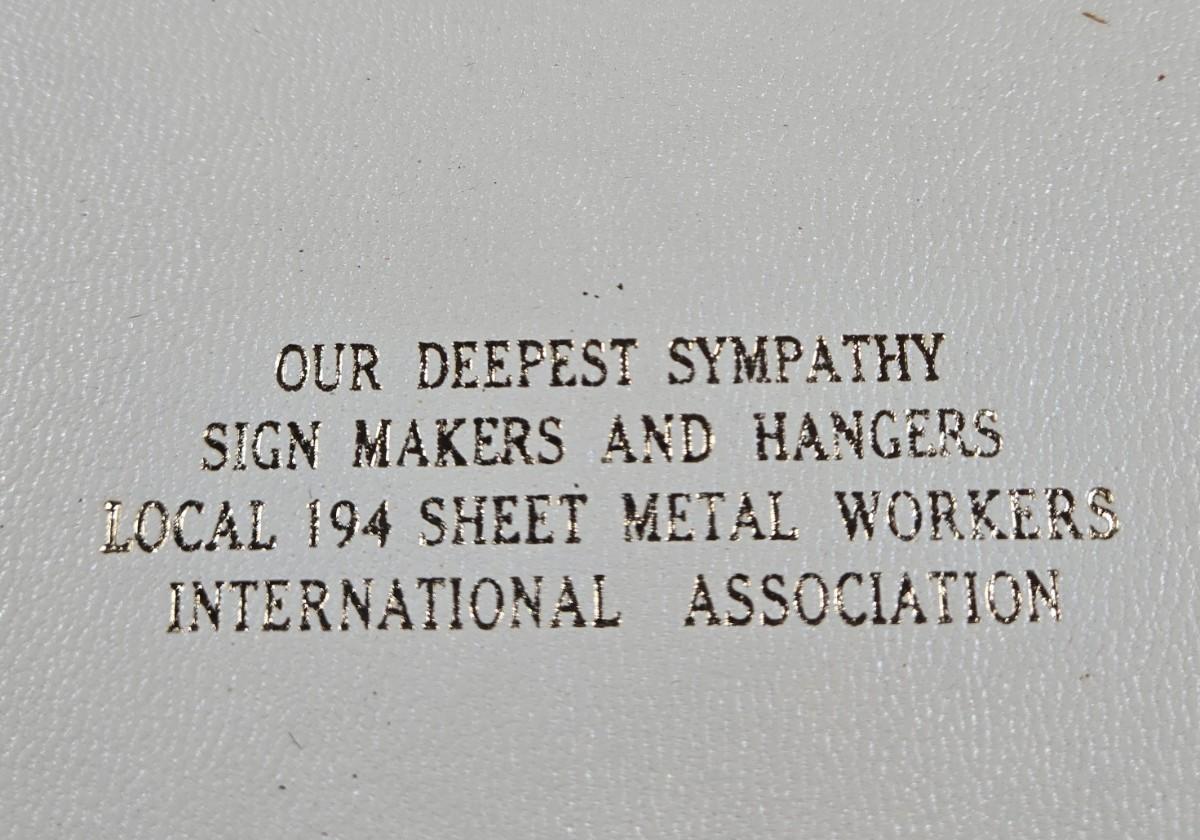 OUR DEEPEST SYMPATHY
SIGN MAKERS AND HANGERS
LOCAL 194 SHEET METAL WORKERS
INTERNATIONAL ASSOCIATION